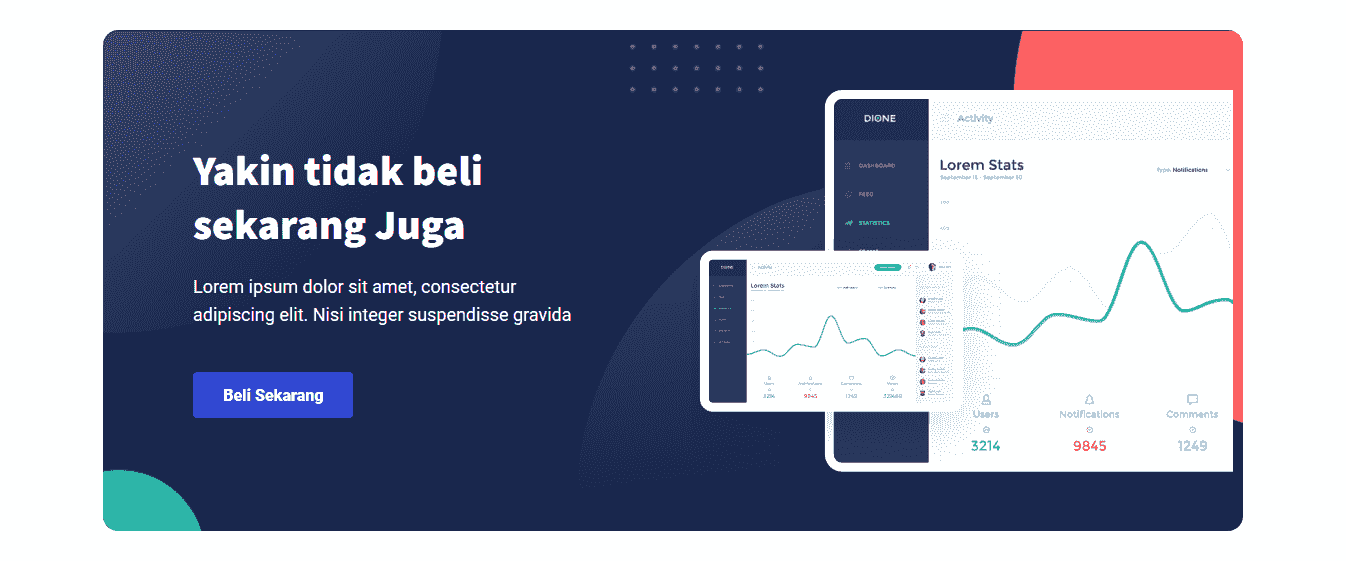 Yakin tidak beli
sekarang Juga
Lorem ipsum dolor sit amet, consectetur
adipiscing elit. Nisi integer suspendisse gravida
Beli Sekarang
DIONE
Activity
DASHBOARD
FEED
STATISTICS
Lorem Stats
September 15 - September 30
Type: Notifications
Users
Notifications
Comments
3214
9845
1249
DIONE
Activity
Lorem Stats
Users
Notifications
Comments
3214
9845
1249